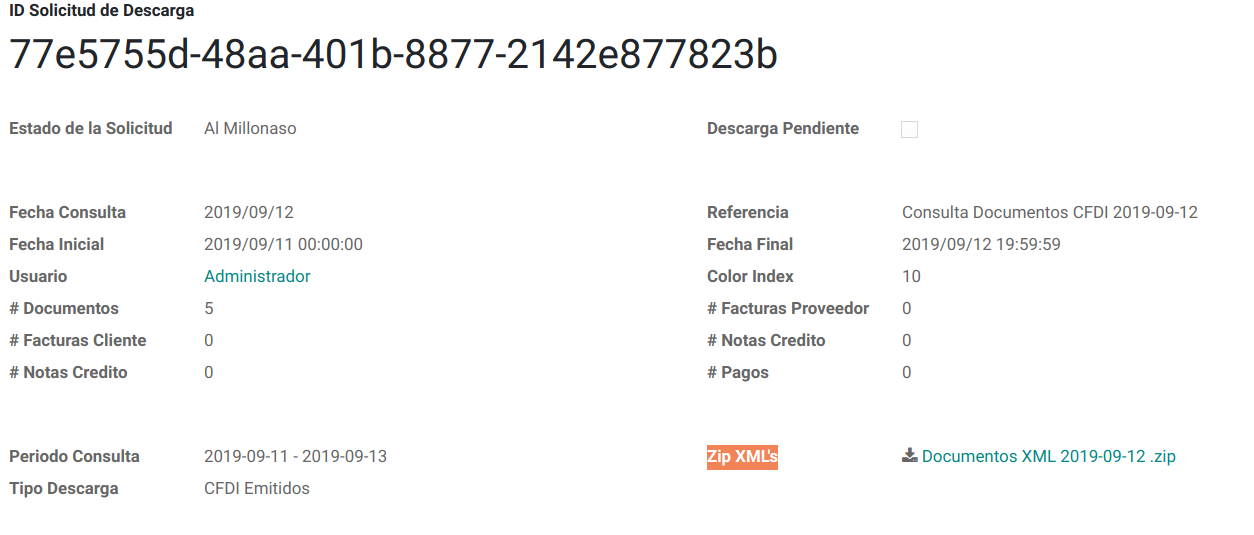 ID Solicitud de Descarga
77e5755d-48aa-401b-8877-2142e877823b
Estado de la Solicitud Al Millonaso Descarga Pendiente
Fecha Consulta 2019/09/12 Referencia Consulta Documentos CFDI 2019-09-12
Fecha Inicial 2019/09/11 00:00:00 Fecha Final 2019/09/12 19:59:59
Usuario Administrador Color Index 10
# Documentos 5 # Facturas Proveedor 0
# Facturas Cliente 0 # Notas Credito 0
# Notas Credito 0 # Pagos 0
Periodo Consulta 2019-09-11 - 2019-09-13 Zip XML's Documentos XML 2019-09-12 .zip
Tipo Descarga CFDI Emitidos